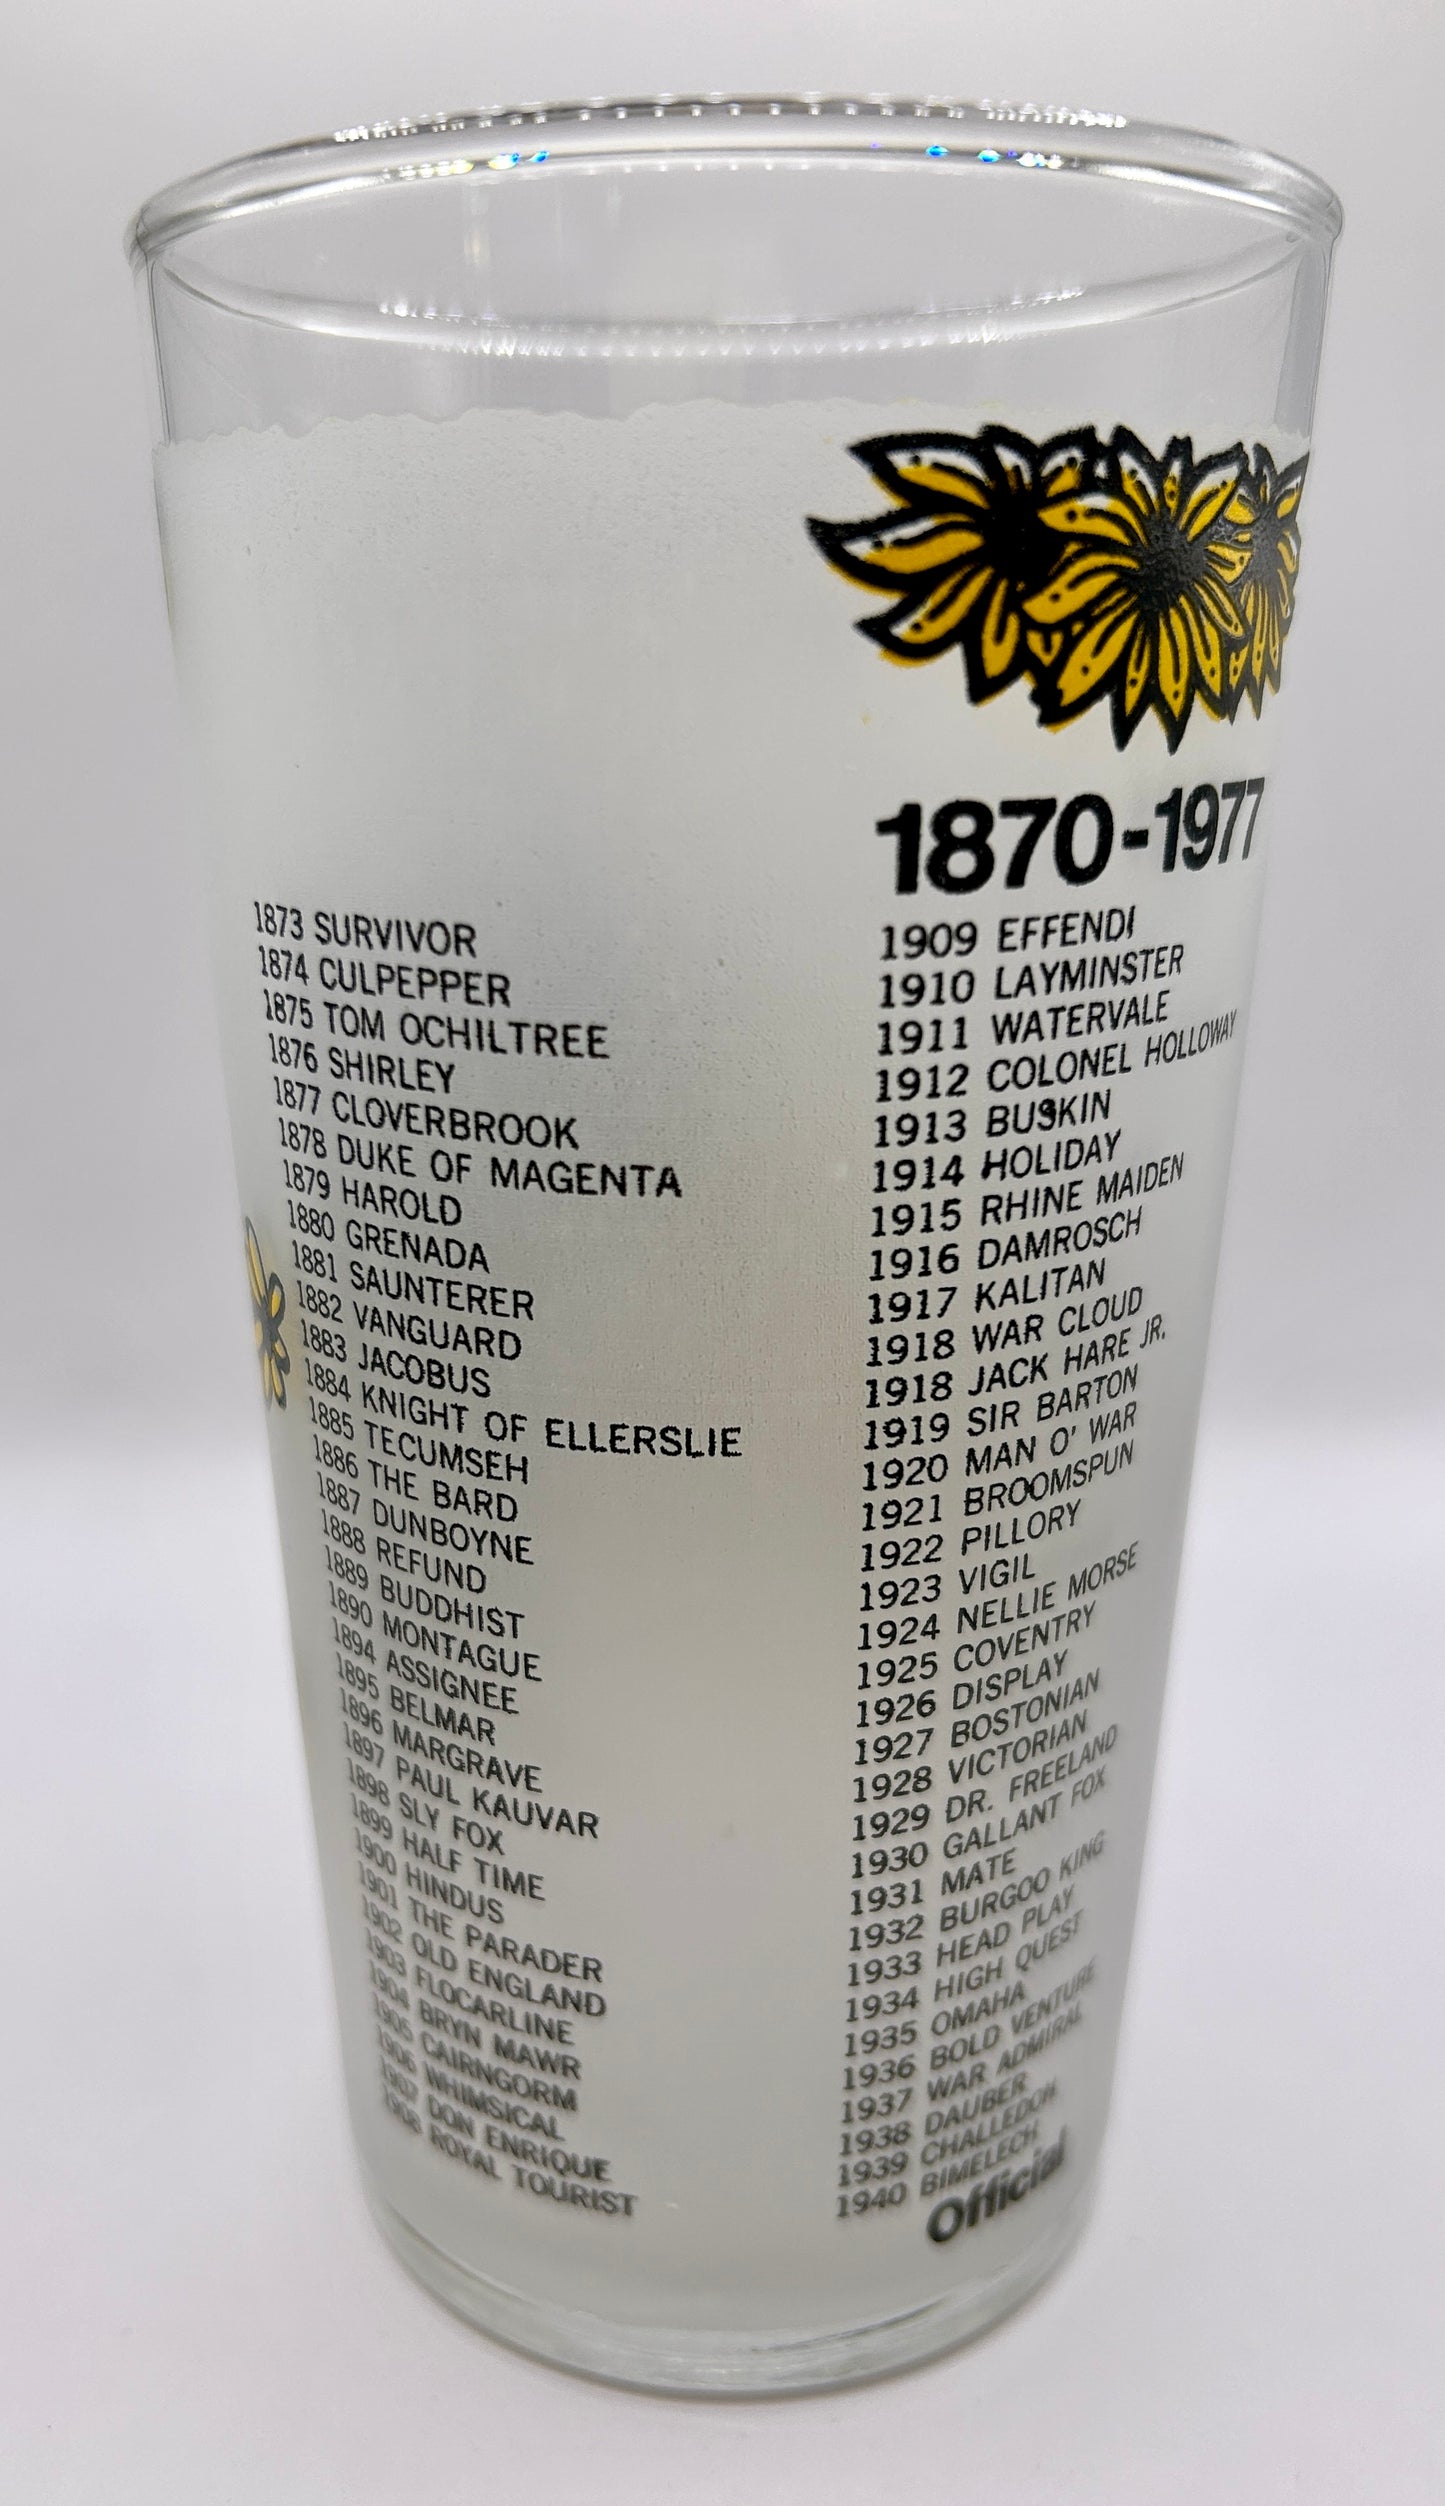 1870-1977
1873 SURVIVOR
1874 CULPEPPER
1875 TOM OCHILTREE
1876 SHIRLEY
1877 CLOVERBROOK
1878 DUKE OF MAGENTA
1879 HAROLD
1880 GRENADA
1881 SAUNTERER
1882 VANGUARD
1883 JACOBUS
1884 KNIGHT OF ELLERSLIE
1885 TECUMSEH
1886 THE BARD
1887 DUNBOYNE
1888 REFUND
1889 BUDDHIST
1890 MONTAGUE
1894 ASSIGNEE
1895 BELMAR
1896 MARGRAVE
1897 PAUL KAUVAR
1898 SLY FOX
1899 HALF TIME
1900 HINDUS
1901 THE PARADER
1902 OLD ENGLAND
1903 FLOCARLINE
1904 BRYN MAWR
1905 CAIRNGORM
1906 WHIMSICAL
1907 DON ENRIQUE
1908 ROYAL TOURIST
1909 EFFENDI
1910 LAYMINSTER
1911 WATERVALE
1912 COLONEL HOLLOWAY
1913 BUSKIN
1914 HOLIDAY
1915 RHINE MAIDEN
1916 DAMROSCH
1917 KALITAN
1918 WAR CLOUD
1918 JACK HARE JR.
1919 SIR BARTON
1920 MAN O' WAR
1921 BROOMSPUN
1922 PILLORY
1923 VIGIL
1924 NELLIE MORSE
1925 COVENTRY
1926 DISPLAY
1927 BOSTONIAN
1928 VICTORIAN
1929 DR. FREELAND
1930 GALLANT FOX
1931 MATE
1932 BURGOO KING
1933 HEAD PLAY
1934 HIGH QUEST
1935 OMAHA
1936 BOLD VENTURE
1937 WAR ADMIRAL
1938 DAUBER
1939 CHALLEDON
1940 BIMELECH
Official